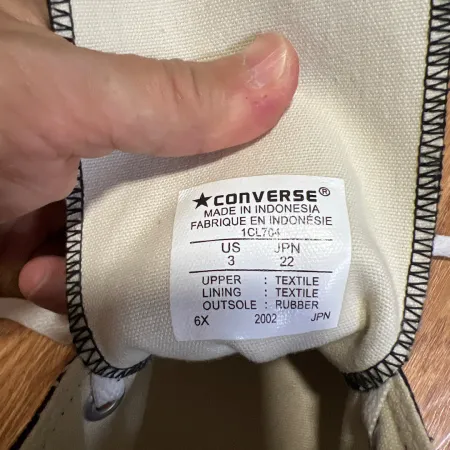 ★CONVERSE®
MADE IN INDONESIA
FABRIQUE EN INDONÉSIE
1CL764
US JPN
3 22
UPPER : TEXTILE
LINING : TEXTILE
OUTSOLE : RUBBER
6X 2002 JPN